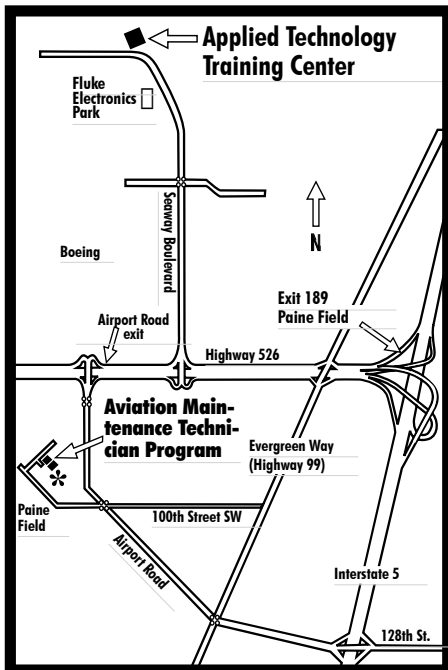 Applied Technology
Training Center
Fluke
Electronics
Park
Seaway Boulevard
N
Boeing
Exit 189
Paine Field
Airport Road
exit
Highway 526
Aviation Main-
tenance Techni-
cian Program
Evergreen Way
(Highway 99)
Paine
Field
100th Street SW
Airport Road
Interstate 5
128th St.